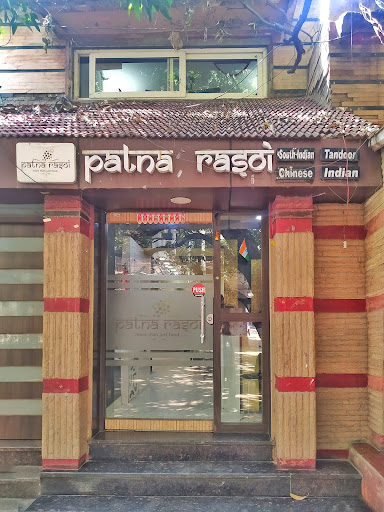 patna rasoi
patna rasoi
South-Indian
Tandoor
Chinese
Indian
PUSH
patna rasoi